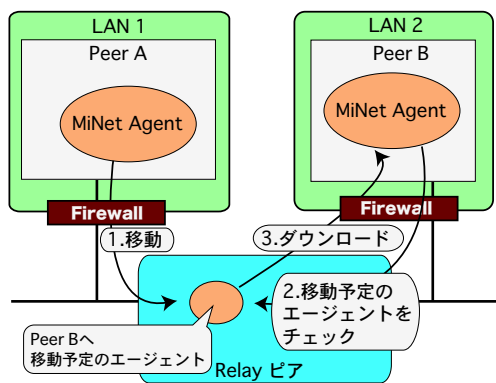 LAN 1
Peer A
MiNet Agent
Firewall
LAN 2
Peer B
MiNet Agent
Firewall
1.移動
3.ダウンロード
2.移動予定の
エージェントを
チェック
Peer Bへ
移動予定のエージェント
Relay ピア